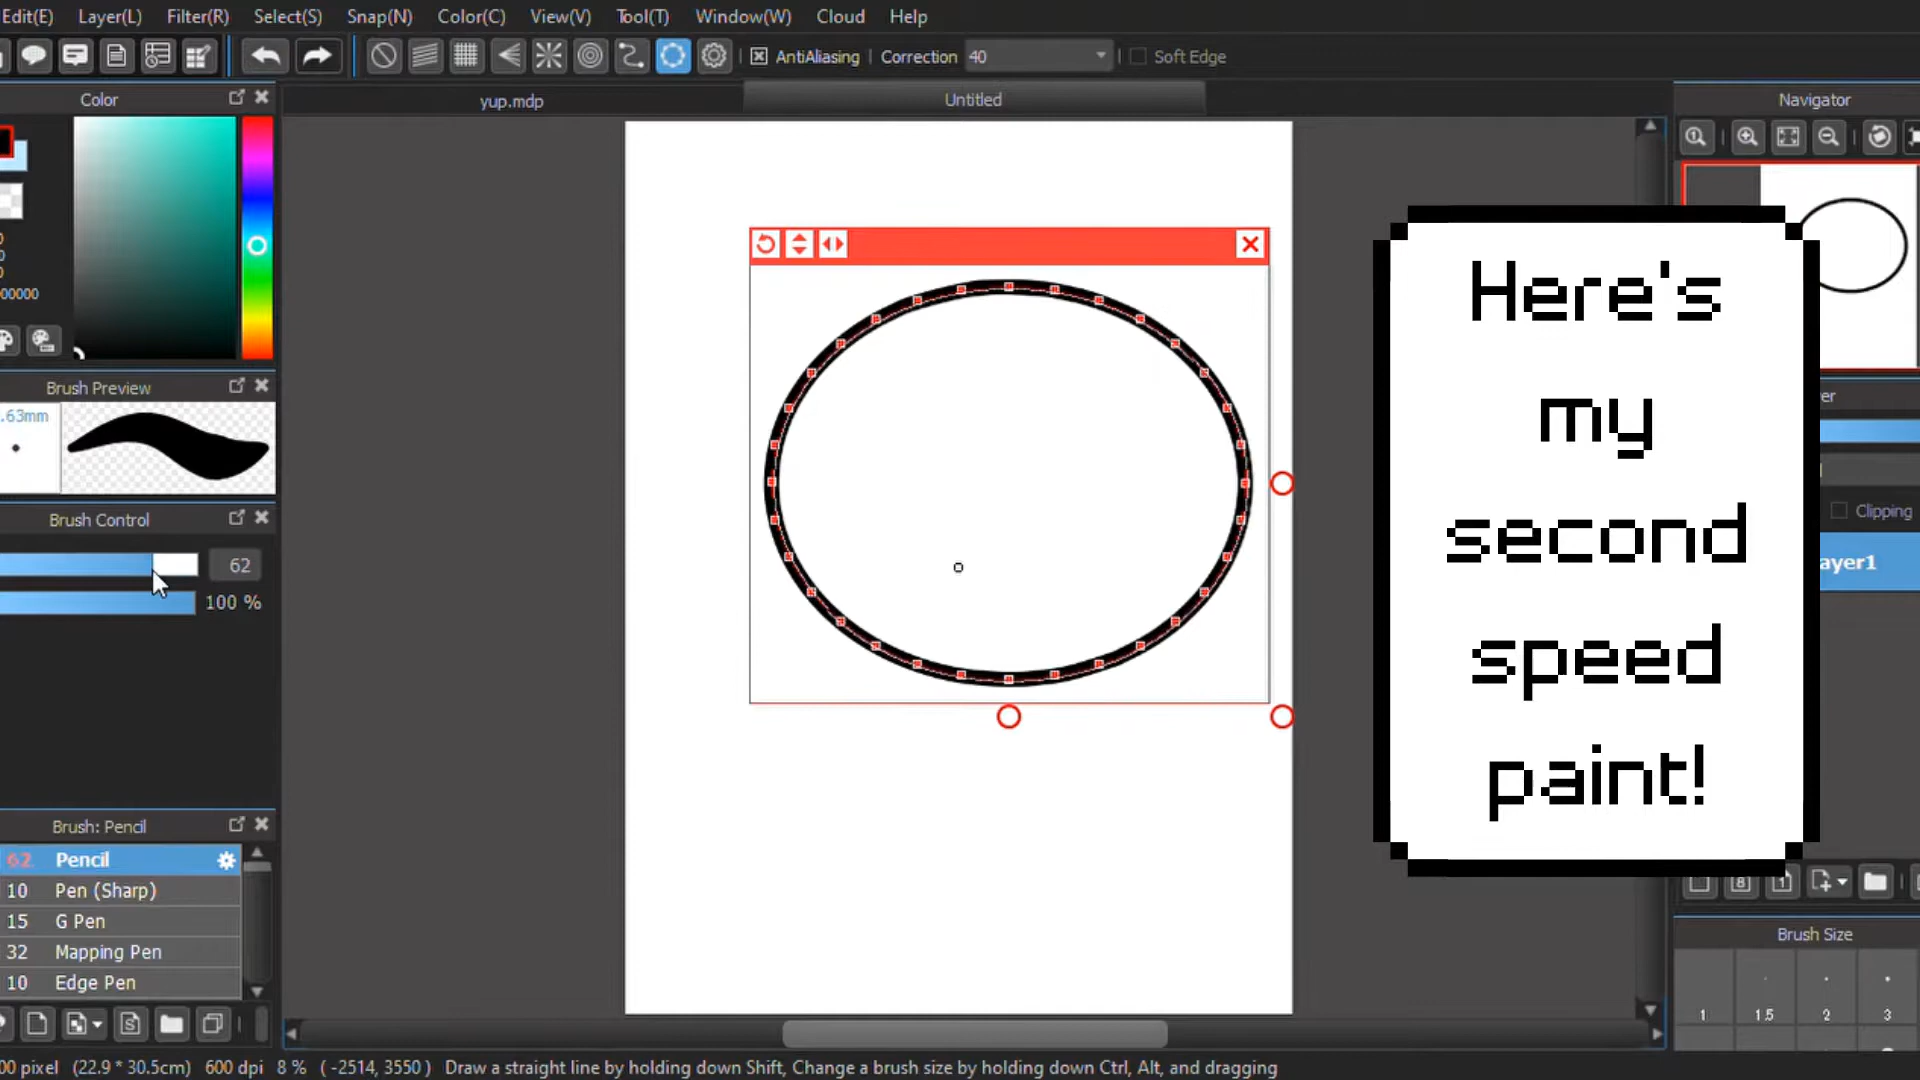 Edit(E) Layer(L) Filter(R) Select(S) Snap(N) Color(C) View(V) Tool(T) Window(W) Cloud Help
AntiAliasing Correction 40 Soft Edge
Color
yup.mdp
Untitled
Navigator
00000
Brush Preview
.63mm
Brush Control
62
100 %
Here's
my
second
speed
paint!
er
Clipping
ayer1
Brush: Pencil
62 Pencil
10 Pen (Sharp)
15 G Pen
32 Mapping Pen
10 Edge Pen
Brush Size
1 1.5 2 3
00 pixel (22.9 * 30.5cm) 600 dpi 8 % ( -2514, 3550 ) Draw a straight line by holding down Shift, Change a brush size by holding down Ctrl, Alt, and dragging